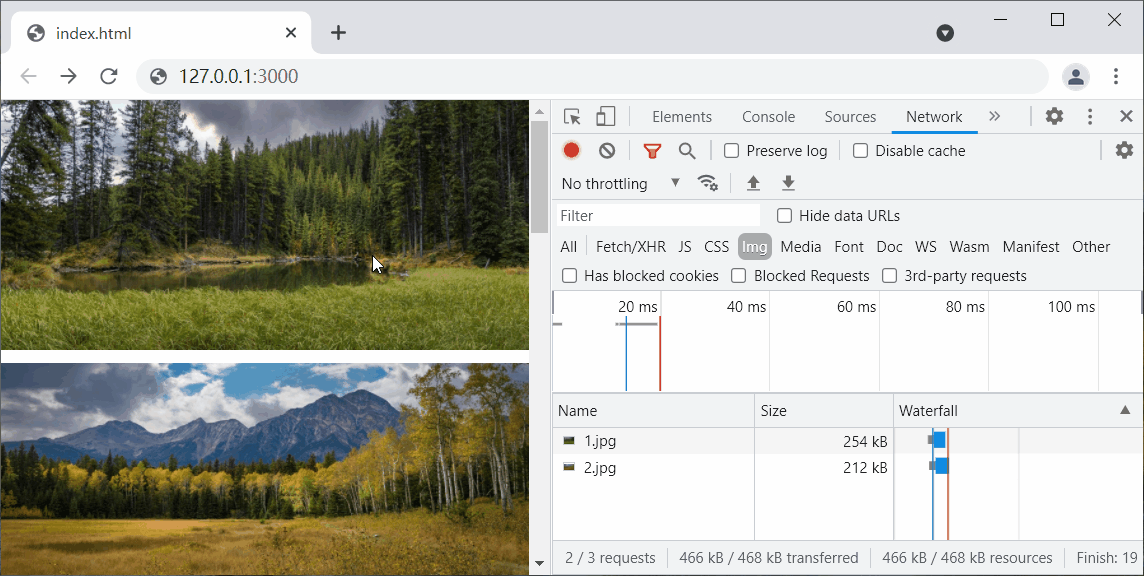 index.html
127.0.0.1:3000
Elements Console Sources Network
Preserve log Disable cache
No throttling
Filter Hide data URLs
All Fetch/XHR JS CSS Img Media Font Doc WS Wasm Manifest Other
Has blocked cookies Blocked Requests 3rd-party requests
20 ms 40 ms 60 ms 80 ms 100 ms
Name Size Waterfall
1.jpg 254 kB
2.jpg 212 kB
2 / 3 requests 466 kB / 468 kB transferred 466 kB / 468 kB resources Finish: 19